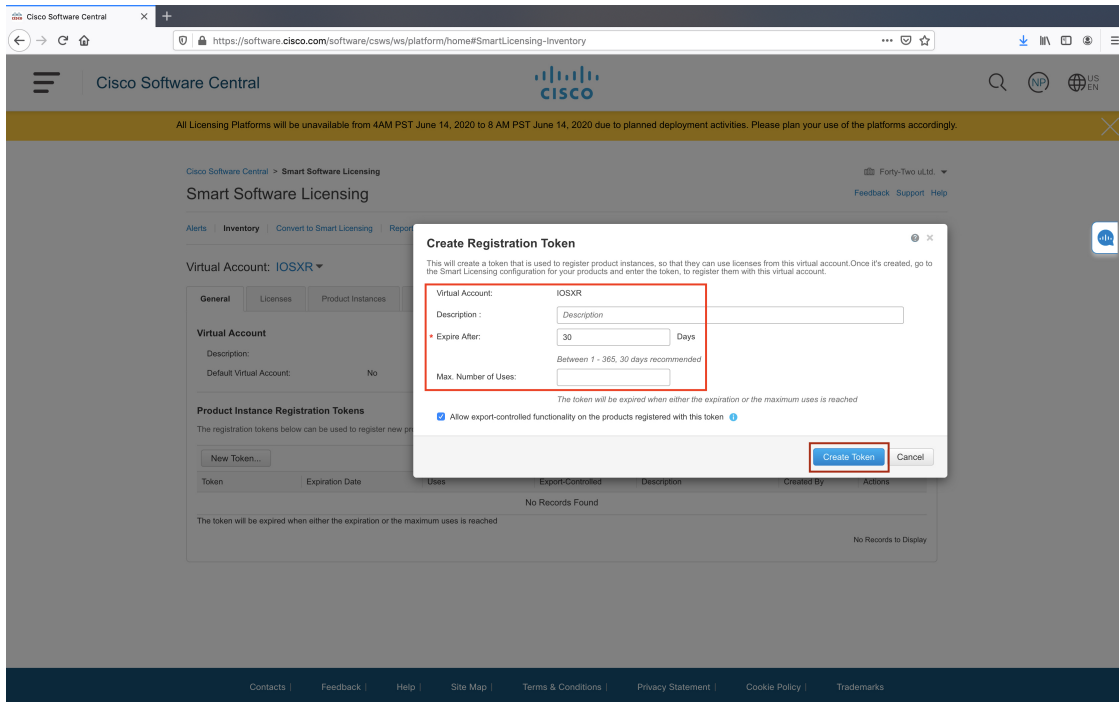 Cisco Software Central
https://software.cisco.com/software/csws/ws/platform/home#SmartLicensing-Inventory
Cisco Software Central
CISCO
NP
US
EN
All Licensing Platforms will be unavailable from 4AM PST June 14, 2020 to 8 AM PST June 14, 2020 due to planned deployment activities. Please plan your use of the platforms accordingly.
Cisco Software Central > Smart Software Licensing
Forty-Two uLtd.
Smart Software Licensing
Feedback Support Help
Alerts | Inventory | Convert to Smart Licensing | Report
Virtual Account: IOSXR
General
Licenses
Product Instances
Virtual Account
Description:
Default Virtual Account: No
Product Instance Registration Tokens
The registration tokens below can be used to register new pr
New Token...
Token Expiration Date Uses Export-Controlled Description Created By Actions
No Records Found
The token will be expired when either the expiration or the maximum uses is reached
No Records to Display
Create Registration Token
This will create a token that is used to register product instances, so that they can use licenses from this virtual account.Once it's created, go to
the Smart Licensing configuration for your products and enter the token, to register them with this virtual account.
Virtual Account: IOSXR
Description : Description
* Expire After: 30 Days
Between 1 - 365, 30 days recommended
Max. Number of Uses:
The token will be expired when either the expiration or the maximum uses is reached
Allow export-controlled functionality on the products registered with this token
Create Token
Cancel
Contacts | Feedback | Help | Site Map | Terms & Conditions | Privacy Statement | Cookie Policy | Trademarks